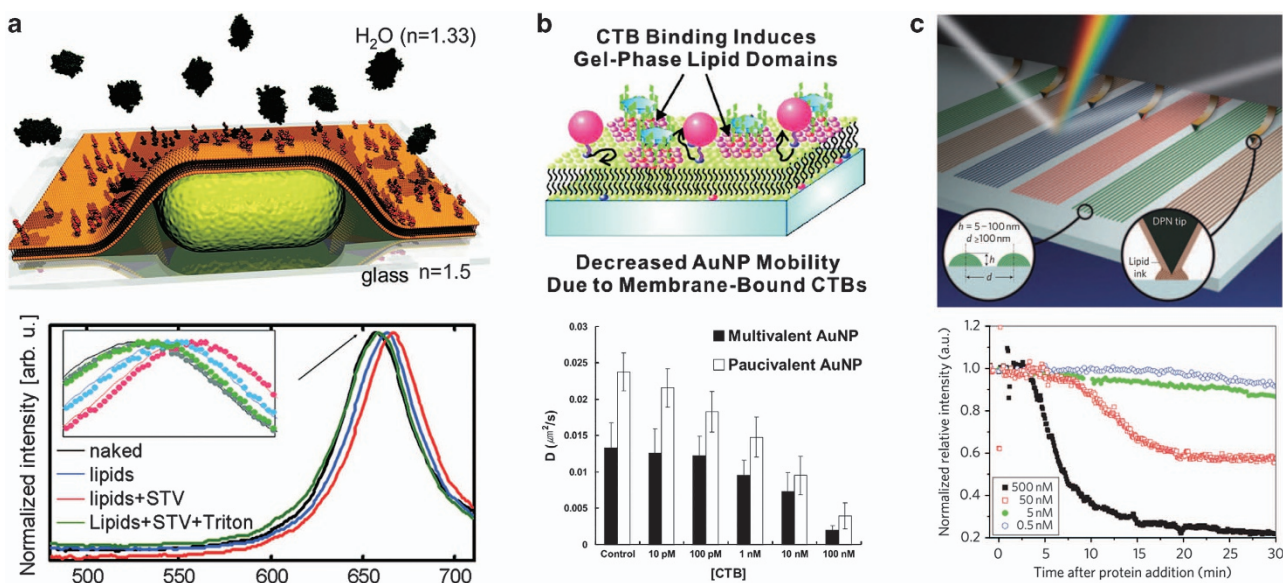 a
H2O (n=1.33)
glass n=1.5
Normalized intensity [arb. u.]
naked
lipids
lipids+STV
Lipids+STV+Triton
500
550
600
650
700
b
CTB Binding Induces
Gel-Phase Lipid Domains
Decreased AuNP Mobility
Due to Membrane-Bound CTBs
D (μm²/s)
0.03
0.025
0.02
0.015
0.01
0.005
0
Multivalent AuNP
Paucivalent AuNP
Control
10 pM
100 pM
1 nM
10 nM
100 nM
[CTB]
c
h = 5–100 nm
d ≥100 nm
h
d
DPN tip
Lipid
ink
Normalized relative intensity (a.u.)
1.2
1.0
0.8
0.6
0.4
0.2
500 nM
50 nM
5 nM
0.5 nM
0
5
10
15
20
25
30
Time after protein addition (min)